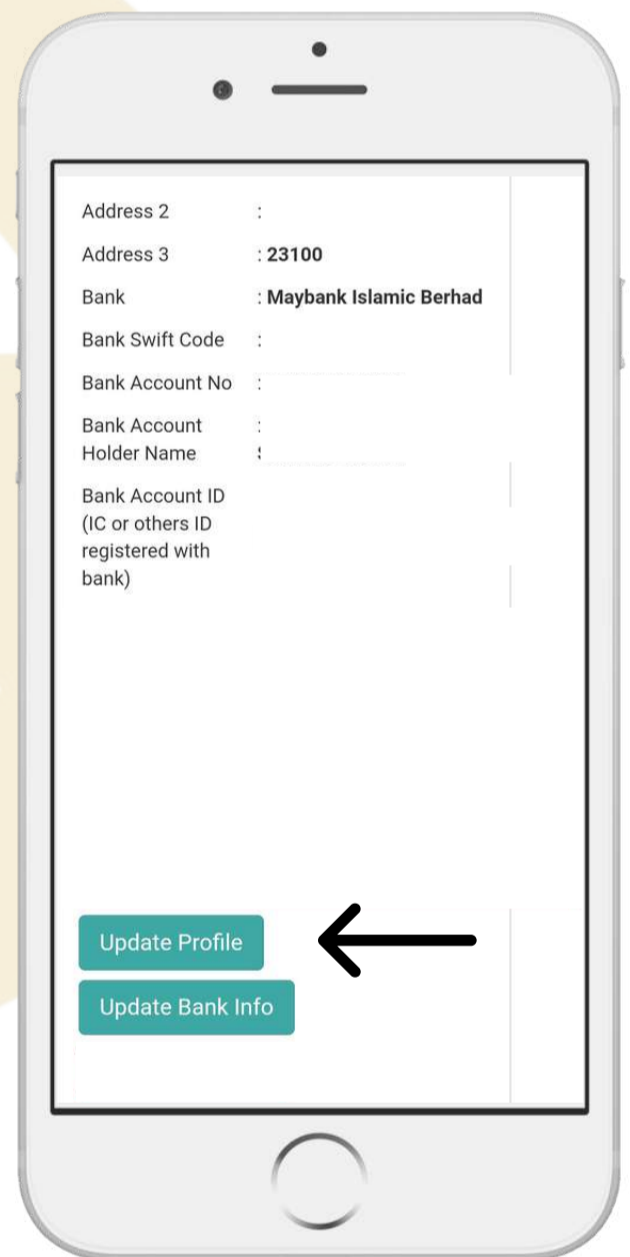 Address 2 :
Address 3 : 23100
Bank : Maybank Islamic Berhad
Bank Swift Code :
Bank Account No :
Bank Account :
Holder Name
Bank Account ID
(IC or others ID
registered with
bank)
Update Profile
Update Bank Info